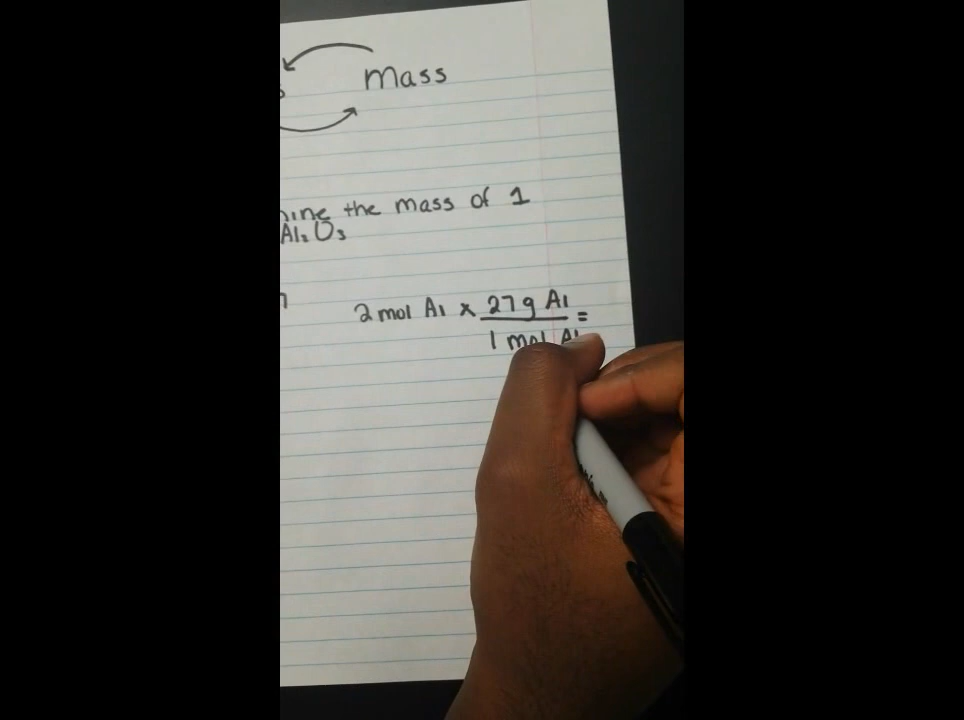 mass
the mass of 1
Al₂O₃
2 mol Al x 27 g Al =
1 mol Al